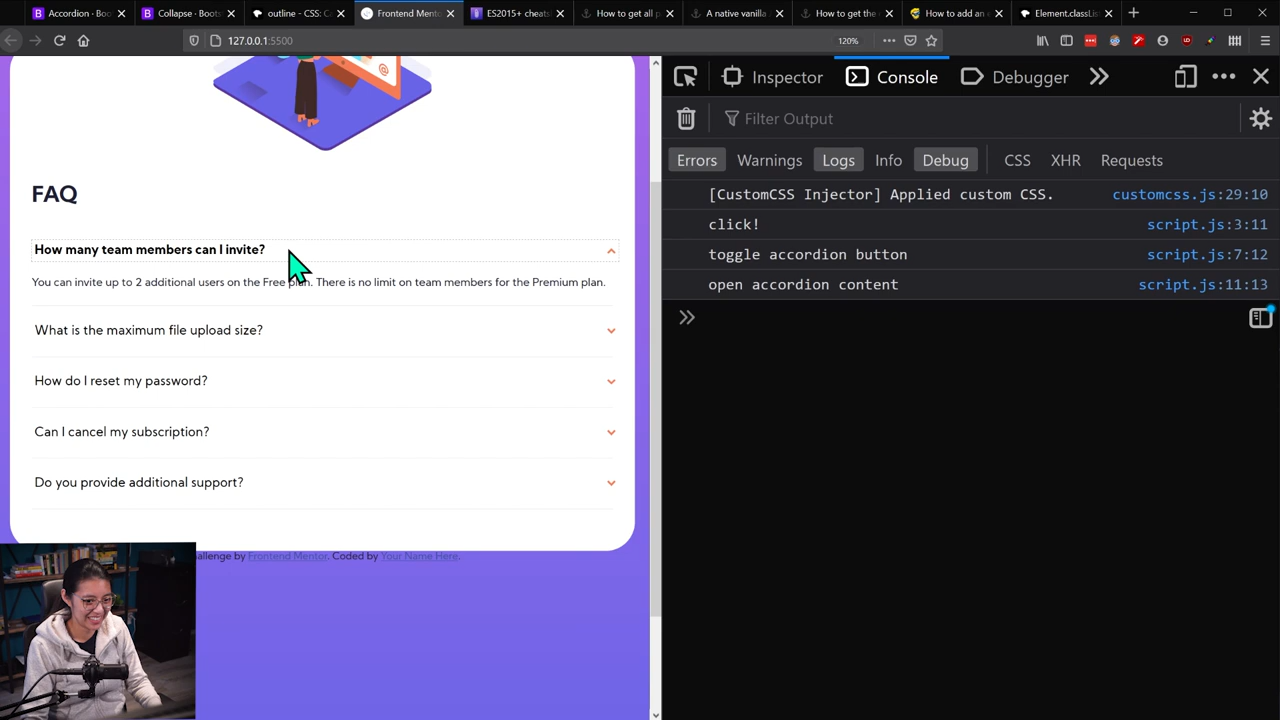 Accordion · Boo
Collapse · Boots
outline - CSS: Ca
Frontend Mento
ES2015+ cheats
How to get all p
A native vanilla
How to get the
How to add an e
Element.classLis
127.0.0.1:5500
120%
Inspector
Console
Debugger
Filter Output
Errors
Warnings
Logs
Info
Debug
CSS
XHR
Requests
[CustomCSS Injector] Applied custom CSS. customcss.js:29:10
click! script.js:3:11
toggle accordion button script.js:7:12
open accordion content script.js:11:13
FAQ
How many team members can I invite?
You can invite up to 2 additional users on the Free plan. There is no limit on team members for the Premium plan.
What is the maximum file upload size?
How do I reset my password?
Can I cancel my subscription?
Do you provide additional support?
allenge by Frontend Mentor. Coded by Your Name Here.